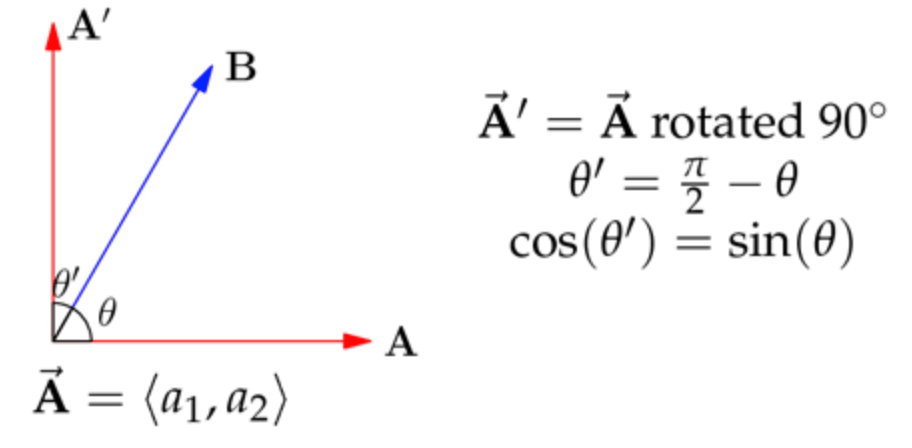 A′
B
A⃗′ = A⃗ rotated 90°
θ′ = π/2 − θ
cos(θ′) = sin(θ)
θ′
θ
A
A⃗ = ⟨a₁, a₂⟩